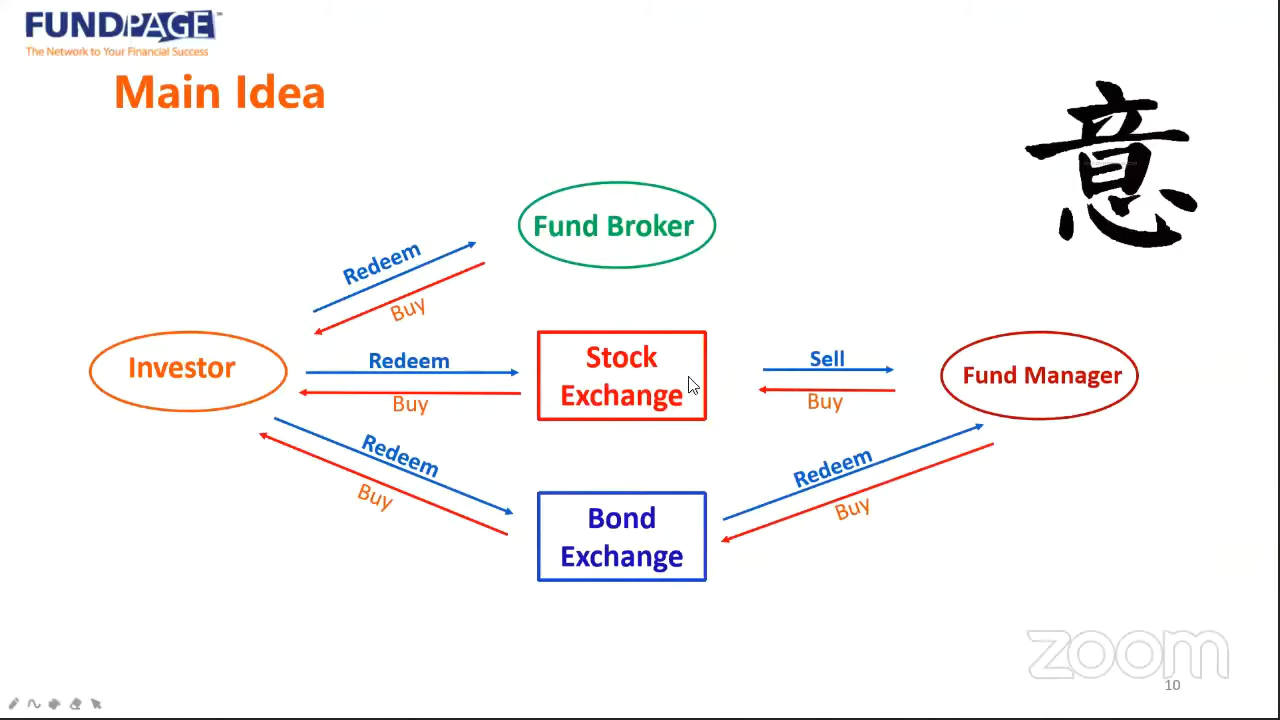 FUNDPAGE™
The Network to Your Financial Success
Main Idea
意
Fund Broker
Redeem
Buy
Investor
Redeem
Buy
Stock
Exchange
Sell
Buy
Fund Manager
Redeem
Buy
Bond
Exchange
Redeem
Buy
zoom
10